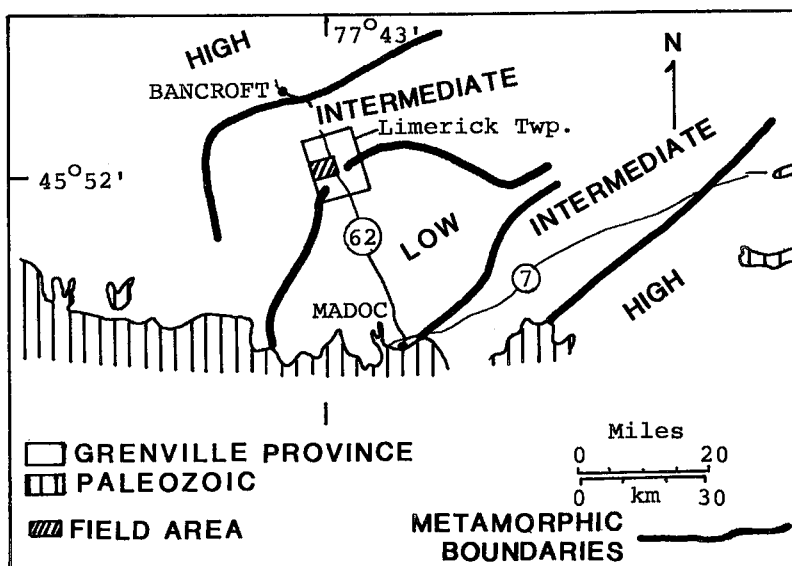 77°43'
HIGH
N
BANCROFT
INTERMEDIATE
Limerick Twp.
45°52'
INTERMEDIATE
62
LOW
7
HIGH
MADOC
GRENVILLE PROVINCE
PALEOZOIC
FIELD AREA
Miles
0 20
0 km 30
METAMORPHIC
BOUNDARIES